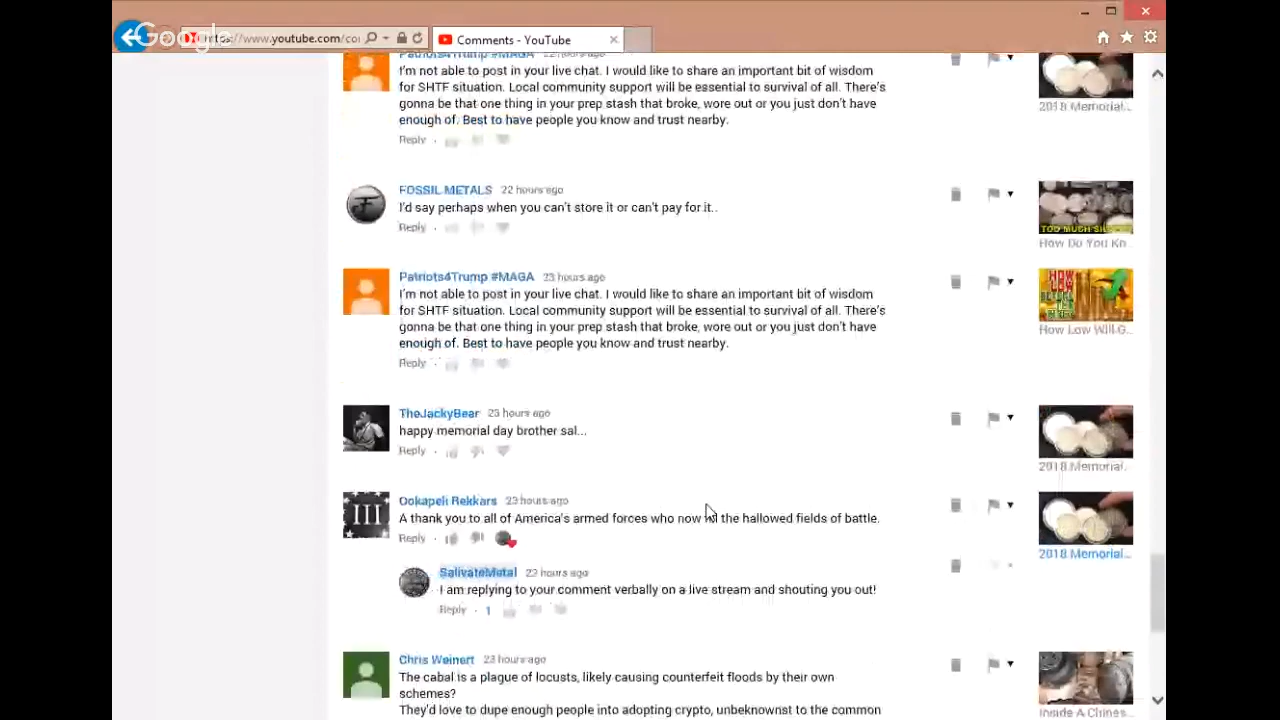 Google
https://www.youtube.com/co
Comments - YouTube
Patriots4Trump #MAGA 22 hours ago
I'm not able to post in your live chat. I would like to share an important bit of wisdom
for SHTF situation. Local community support will be essential to survival of all. There's
gonna be that one thing in your prep stash that broke, wore out or you just don't have
enough of. Best to have people you know and trust nearby.
Reply
2018 Memorial...
FOSSIL METALS 22 hours ago
I'd say perhaps when you can't store it or can't pay for it..
Reply
TOO MUCH
How Do You Kn...
Patriots4Trump #MAGA 23 hours ago
I'm not able to post in your live chat. I would like to share an important bit of wisdom
for SHTF situation. Local community support will be essential to survival of all. There's
gonna be that one thing in your prep stash that broke, wore out or you just don't have
enough of. Best to have people you know and trust nearby.
Reply
HOW
How Low Will G...
TheJackyBear 23 hours ago
happy memorial day brother sal...
Reply
2018 Memorial...
Ookapeli Rekkars 23 hours ago
A thank you to all of America's armed forces who now the hallowed fields of battle.
Reply
III
2018 Memorial...
SalivateMetal 23 hours ago
I am replying to your comment verbally on a live stream and shouting you out!
Reply 1
Chris Weinert 23 hours ago
The cabal is a plague of locusts, likely causing counterfeit floods by their own
schemes?
They'd love to dupe enough people into adopting crypto, unbeknownst to the common
Inside A Chines...